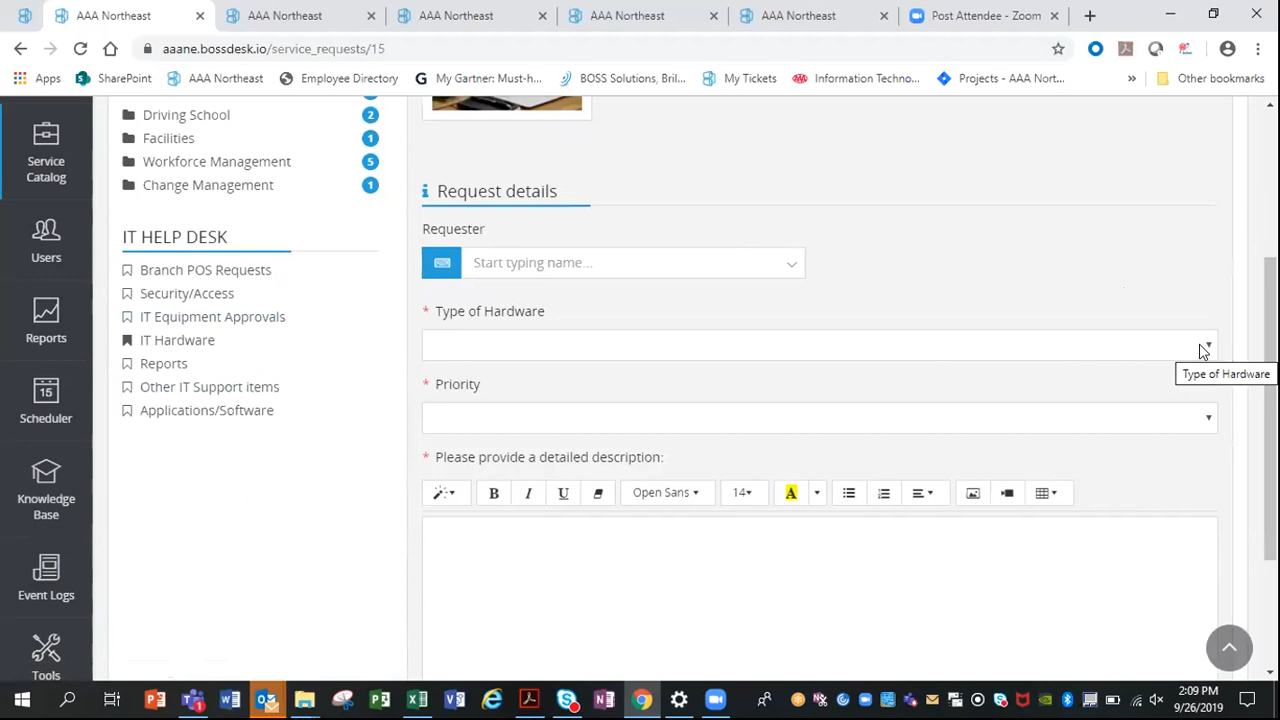 AAA Northeast
AAA Northeast
AAA Northeast
AAA Northeast
AAA Northeast
Post Attendee - Zoom
aaane.bossdesk.io/service_requests/15
Apps
SharePoint
AAA Northeast
Employee Directory
My Gartner: Must-h...
BOSS Solutions, Bril...
My Tickets
Information Techno...
Projects - AAA Nort...
»
Other bookmarks
Service
Catalog
Users
Reports
15
Scheduler
Knowledge
Base
Event Logs
Tools
Driving School 2
Facilities 1
Workforce Management 5
Change Management 1
IT HELP DESK
Branch POS Requests
Security/Access
IT Equipment Approvals
IT Hardware
Reports
Other IT Support items
Applications/Software
Request details
Requester
Start typing name...
* Type of Hardware
Type of Hardware
* Priority
* Please provide a detailed description:
B I U Open Sans 14 A
2:09 PM
9/26/2019